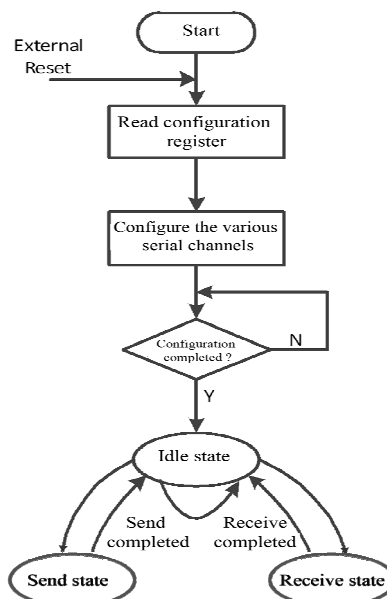 Start
External
Reset
Read configuration
register
Configure the various
serial channels
Configuration
completed ?
N
Y
Idle state
Send
completed
Receive
completed
Send state
Receive state